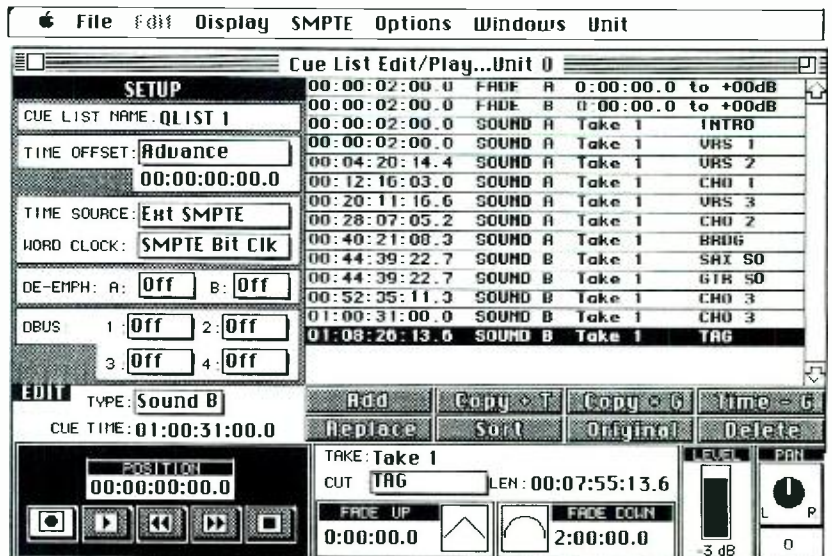 File Edit Display SMPTE Options Windows Unit
Cue List Edit/Play...Unit 0
SETUP
CUE LIST NAME: QLIST 1
TIME OFFSET: Advance
00:00:00:00.0
TIME SOURCE: Ext SMPTE
WORD CLOCK: SMPTE Bit Clk
DE-EMPH: A: Off B: Off
DBUS 1: Off 2: Off
3: Off 4: Off
00:00:02:00.0 FADE A 0:00:00.0 to +00dB
00:00:02:00.0 FADE B 0:00:00.0 to +00dB
00:00:02:00.0 SOUND A Take 1 INTRO
00:00:02:00.0 SOUND A Take 1 VRS 1
00:04:20:14.4 SOUND A Take 1 VRS 2
00:12:16:03.0 SOUND A Take 1 CHO 1
00:20:11:16.6 SOUND A Take 1 VRS 3
00:28:07:05.2 SOUND A Take 1 CHO 2
00:40:21:08.3 SOUND A Take 1 BRDG
00:44:39:22.7 SOUND B Take 1 SAX SO
00:44:39:22.7 SOUND B Take 1 GTR SO
00:52:35:11.3 SOUND B Take 1 CHO 3
01:00:31:00.0 SOUND B Take 1 CHO 3
01:08:26:13.6 SOUND B Take 1 TAG
EDIT
TYPE: Sound B
CUE TIME: 01:00:31:00.0
Add Copy + T Copy = G Time = G
Replace Sort Original Delete
POSITION
00:00:00:00.0
TAKE: Take 1
CUT TAG LEN: 00:07:55:13.6
FADE UP
0:00:00.0
FADE DOWN
2:00:00.0
LEVEL
-3 dB
PAN
L R
0